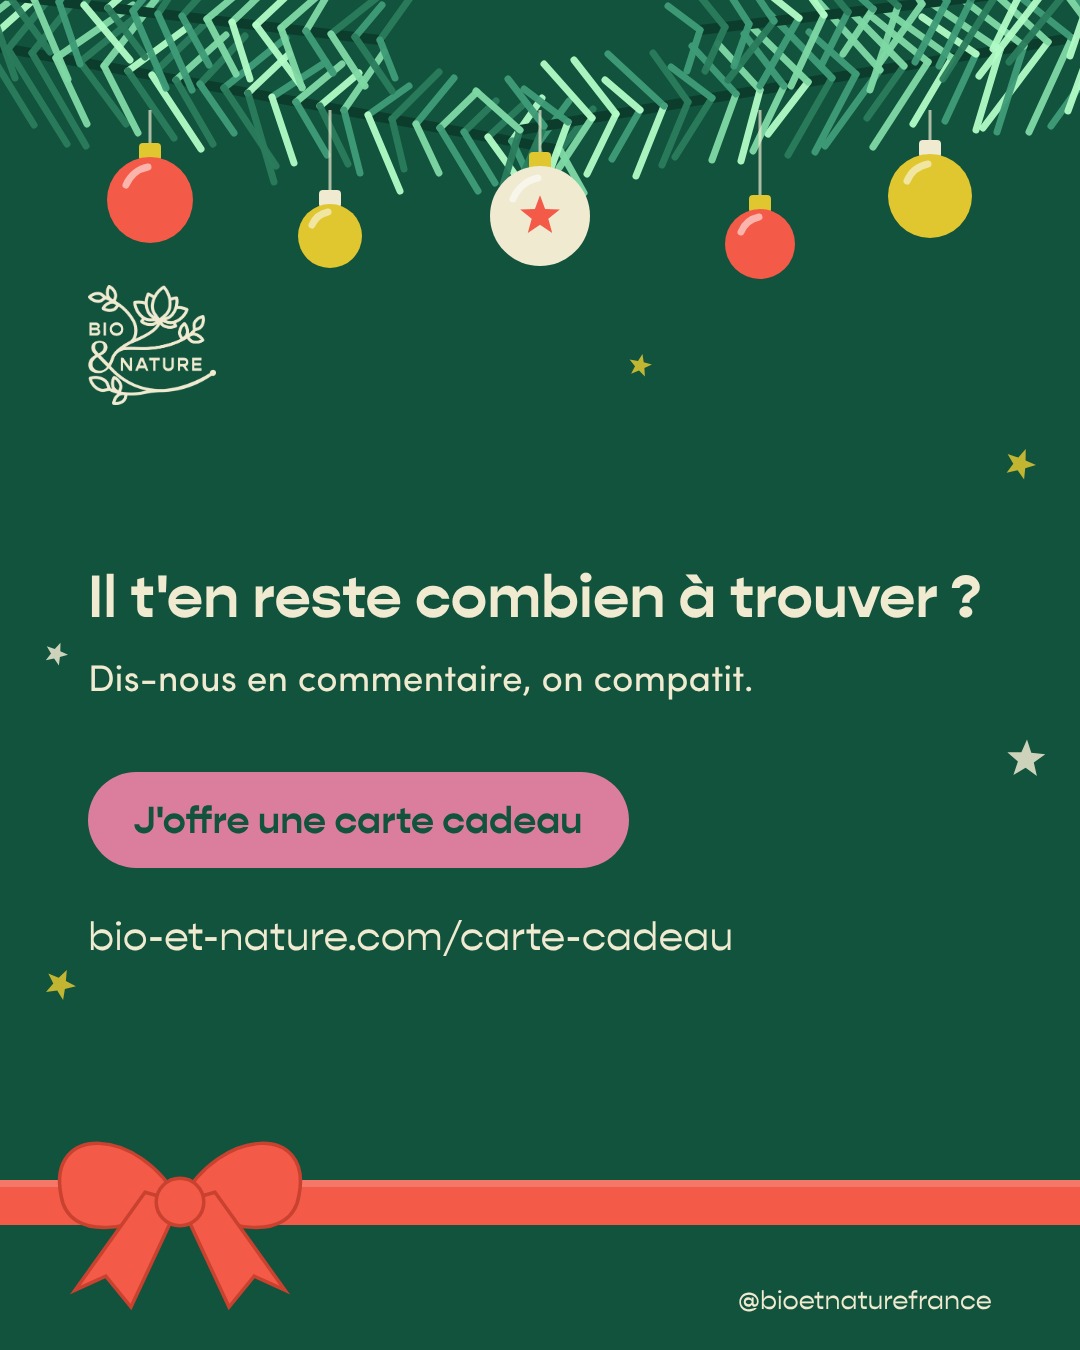 BIO
& NATURE
Il t'en reste combien à trouver ?
Dis-nous en commentaire, on compatit.
J'offre une carte cadeau
bio-et-nature.com/carte-cadeau
@bioetnaturefrance